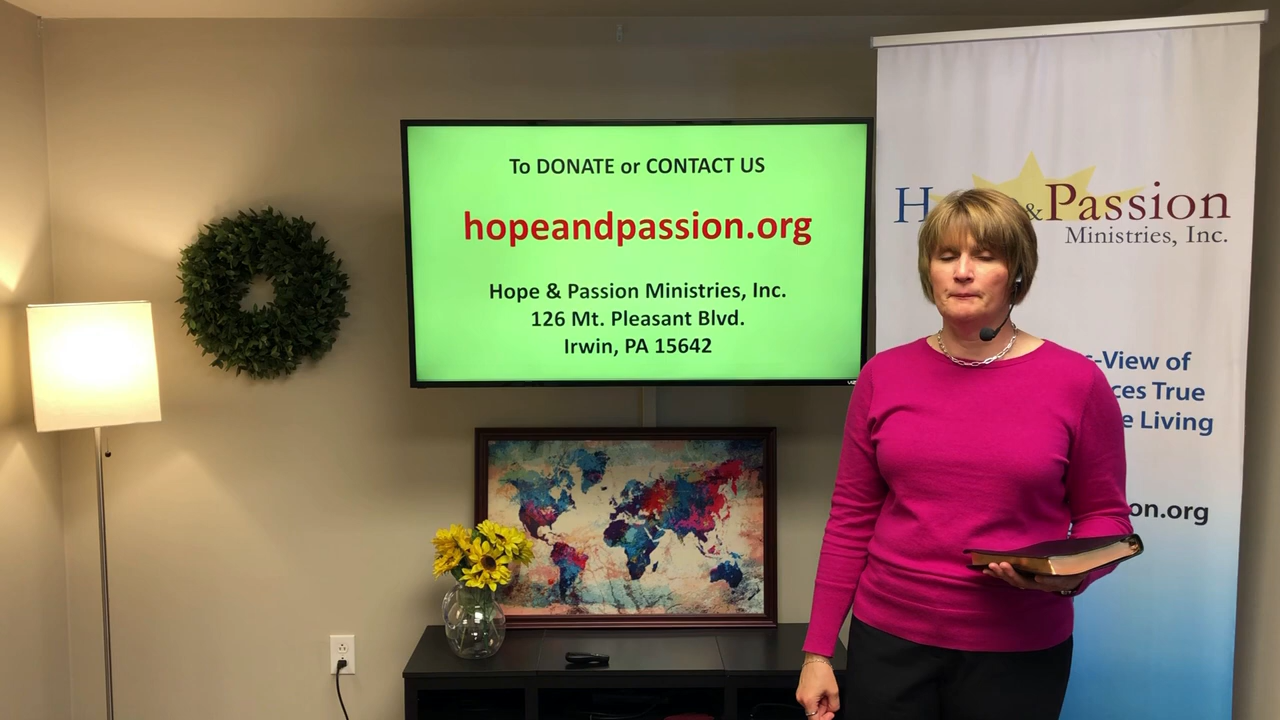 To DONATE or CONTACT US
hopeandpassion.org
Hope & Passion Ministries, Inc.
126 Mt. Pleasant Blvd.
Irwin, PA 15642
H & Passion
Ministries, Inc.
-View of
ces True
e Living
on.org